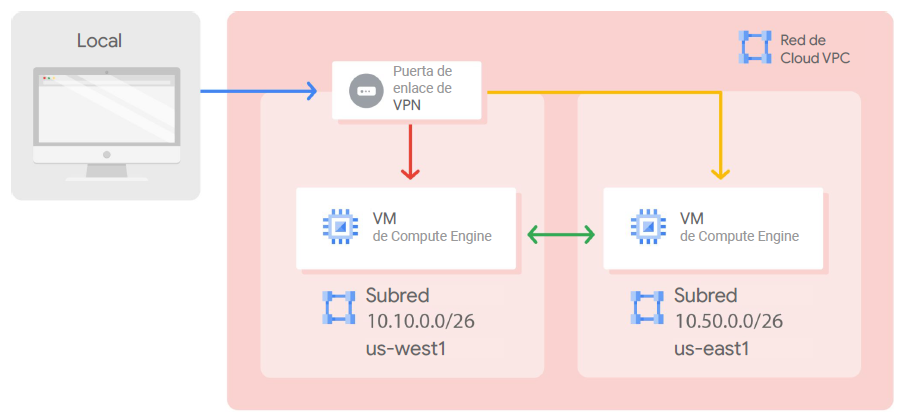 Local
Red de
Cloud VPC
Puerta de
enlace de
VPN
VM
de Compute Engine
VM
de Compute Engine
Subred
10.10.0.0/26
us-west1
Subred
10.50.0.0/26
us-east1